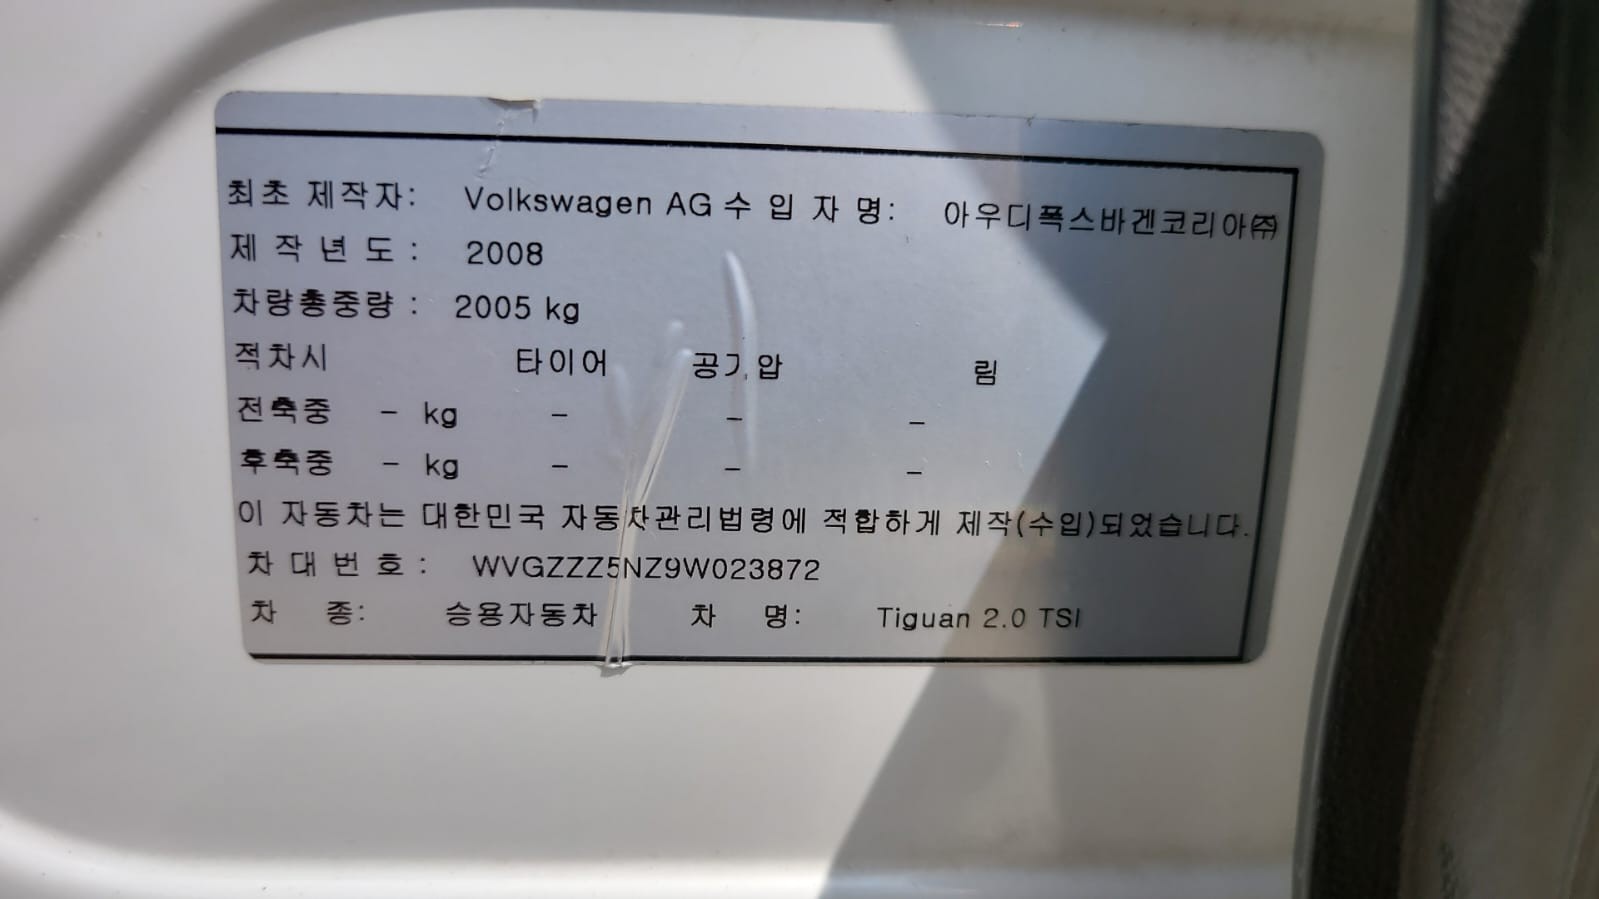 최초 제작자: Volkswagen AG 수 입 자 명: 아우디폭스바겐코리아㈜
제 작 년 도 : 2008
차량총중량 : 2005 kg
적차시 타이어 공기압 림
전축중 - kg - - -
후축중 - kg - - -
이 자동차는 대한민국 자동차관리법령에 적합하게 제작(수입)되었습니다.
차 대 번 호 : WVGZZZ5NZ9W023872
차 종: 승용자동차 차 명: Tiguan 2.0 TSI